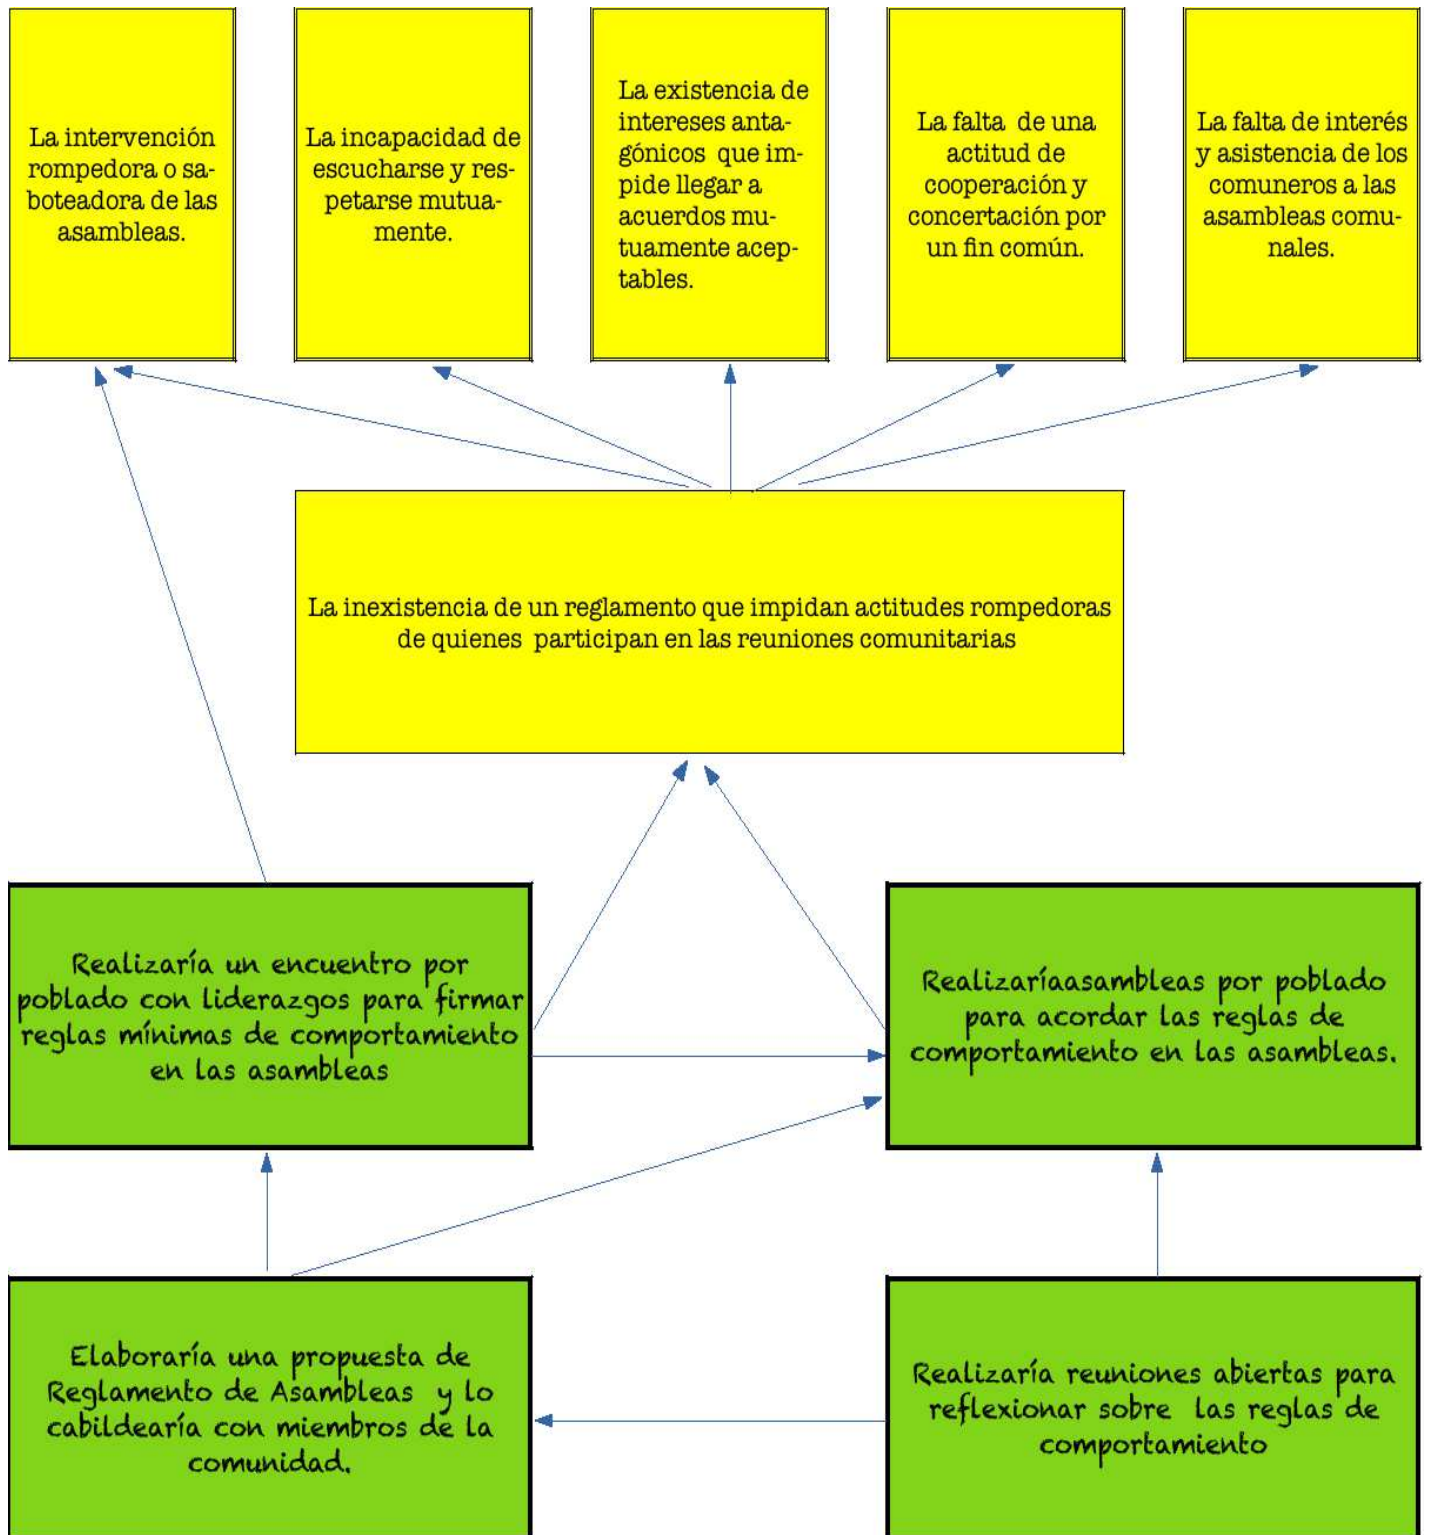 La intervención
rompedora o sa-
boteadora de las
asambleas.
La incapacidad de
escucharse y res-
petarse mutua-
mente.
La existencia de
intereses anta-
gónicos que im-
pide llegar a
acuerdos mu-
tuamente acep-
tables.
La falta de una
actitud de
cooperación y
concertación por
un fin común.
La falta de interés
y asistencia de los
comuneros a las
asambleas comu-
nales.
La inexistencia de un reglamento que impidan actitudes rompedoras
de quienes participan en las reuniones comunitarias
Realizaría un encuentro por
poblado con liderazgos para firmar
reglas mínimas de comportamiento
en las asambleas
Realizaríaasambleas por poblado
para acordar las reglas de
comportamiento en las asambleas.
Elaboraría una propuesta de
Reglamento de Asambleas y lo
cabildearía con miembros de la
comunidad.
Realizaría reuniones abiertas para
reflexionar sobre las reglas de
comportamiento